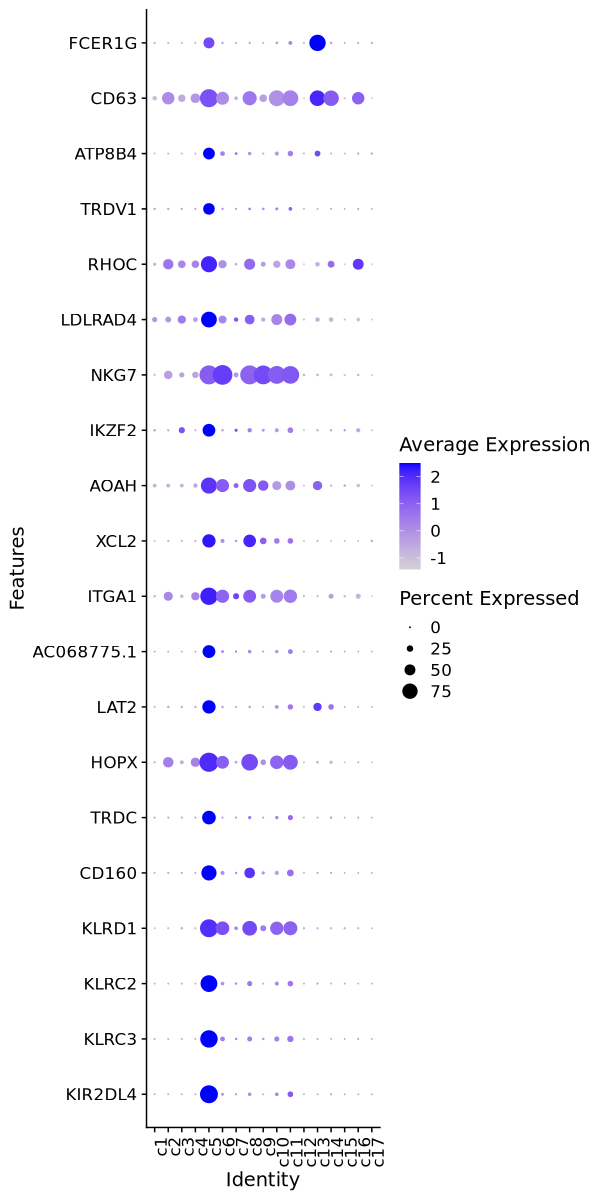 FCER1G
CD63
ATP8B4
TRDV1
RHOC
LDLRAD4
NKG7
IKZF2
AOAH
XCL2
ITGA1
AC068775.1
LAT2
HOPX
TRDC
CD160
KLRD1
KLRC2
KLRC3
KIR2DL4
Features
c1 c2 c3 c4 c5 c6 c7 c8 c9 c10 c11 c12 c13 c14 c15 c16 c17
Identity
Average Expression
2
1
0
-1
Percent Expressed
0
25
50
75